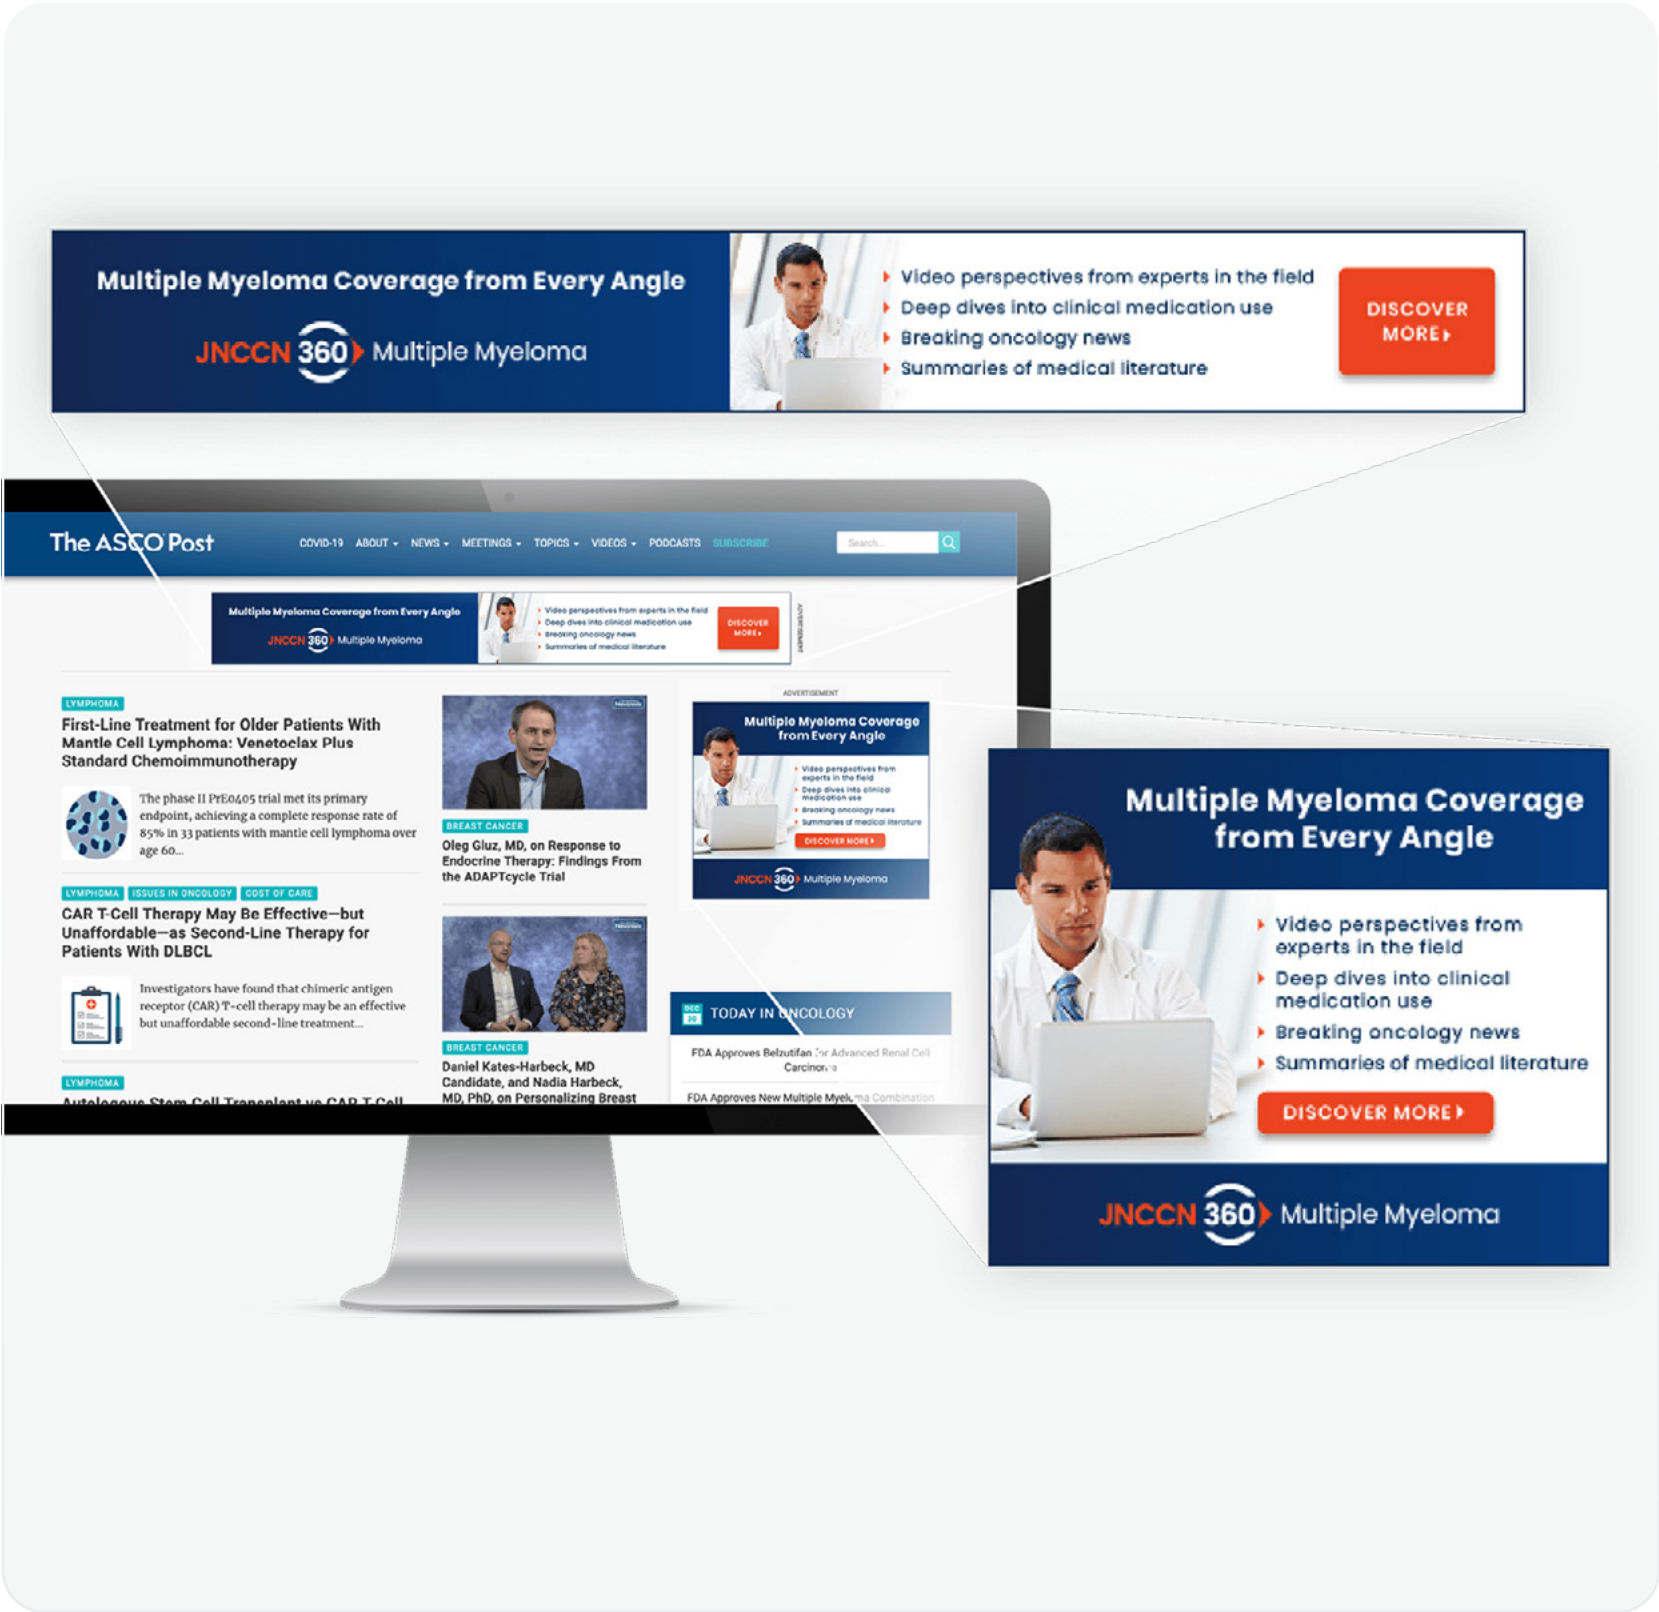 Multiple Myeloma Coverage from Every Angle
JNCCN 360 Multiple Myeloma
Video perspectives from experts in the field
Deep dives into clinical medication use
Breaking oncology news
Summaries of medical literature
DISCOVER
MORE
The ASCO Post
COVID-19 ABOUT NEWS MEETINGS TOPICS VIDEOS PODCASTS SUBSCRIBE
Search...
Multiple Myeloma Coverage from Every Angle
JNCCN 360 Multiple Myeloma
Video perspectives from experts in the field
Deep dives into clinical medication use
Breaking oncology news
Summaries of medical literature
DISCOVER
MORE
ADVERTISEMENT
LYMPHOMA
First-Line Treatment for Older Patients With
Mantle Cell Lymphoma: Venetoclax Plus
Standard Chemoimmunotherapy
The phase II PrE0405 trial met its primary
endpoint, achieving a complete response rate of
85% in 33 patients with mantle cell lymphoma over
age 60...
LYMPHOMA ISSUES IN ONCOLOGY COST OF CARE
CAR T-Cell Therapy May Be Effective—but
Unaffordable—as Second-Line Therapy for
Patients With DLBCL
Investigators have found that chimeric antigen
receptor (CAR) T-cell therapy may be an effective
but unaffordable second-line treatment...
LYMPHOMA
Autologous Stem Cell Transplant vs CAR T-Cell
BREAST CANCER
Oleg Gluz, MD, on Response to
Endocrine Therapy: Findings From
the ADAPTcycle Trial
BREAST CANCER
Daniel Kates-Harbeck, MD
Candidate, and Nadia Harbeck,
MD, PhD, on Personalizing Breast
ADVERTISEMENT
Multiple Myeloma Coverage
from Every Angle
Video perspectives from
experts in the field
Deep dives into clinical
medication use
Breaking oncology news
Summaries of medical literature
DISCOVER MORE
JNCCN 360 Multiple Myeloma
DEC
20
TODAY IN ONCOLOGY
FDA Approves Belzutifan for Advanced Renal Cell
Carcinoma
FDA Approves New Multiple Myeloma Combination
Multiple Myeloma Coverage
from Every Angle
Video perspectives from
experts in the field
Deep dives into clinical
medication use
Breaking oncology news
Summaries of medical literature
DISCOVER MORE
JNCCN 360 Multiple Myeloma